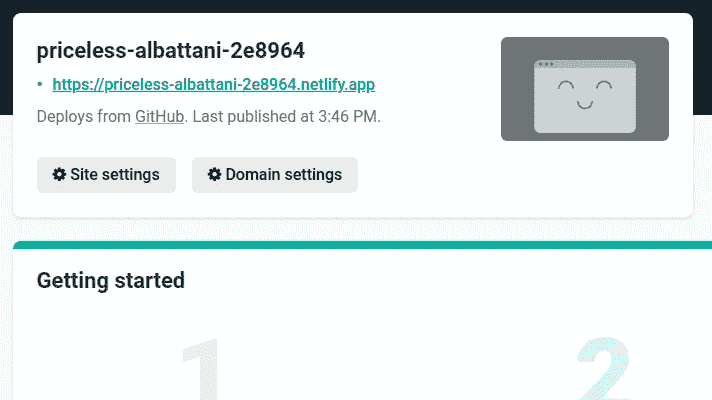 priceless-albattani-2e8964
• https://priceless-albattani-2e8964.netlify.app
Deploys from GitHub. Last published at 3:46 PM.
Site settings
Domain settings
Getting started
1
2